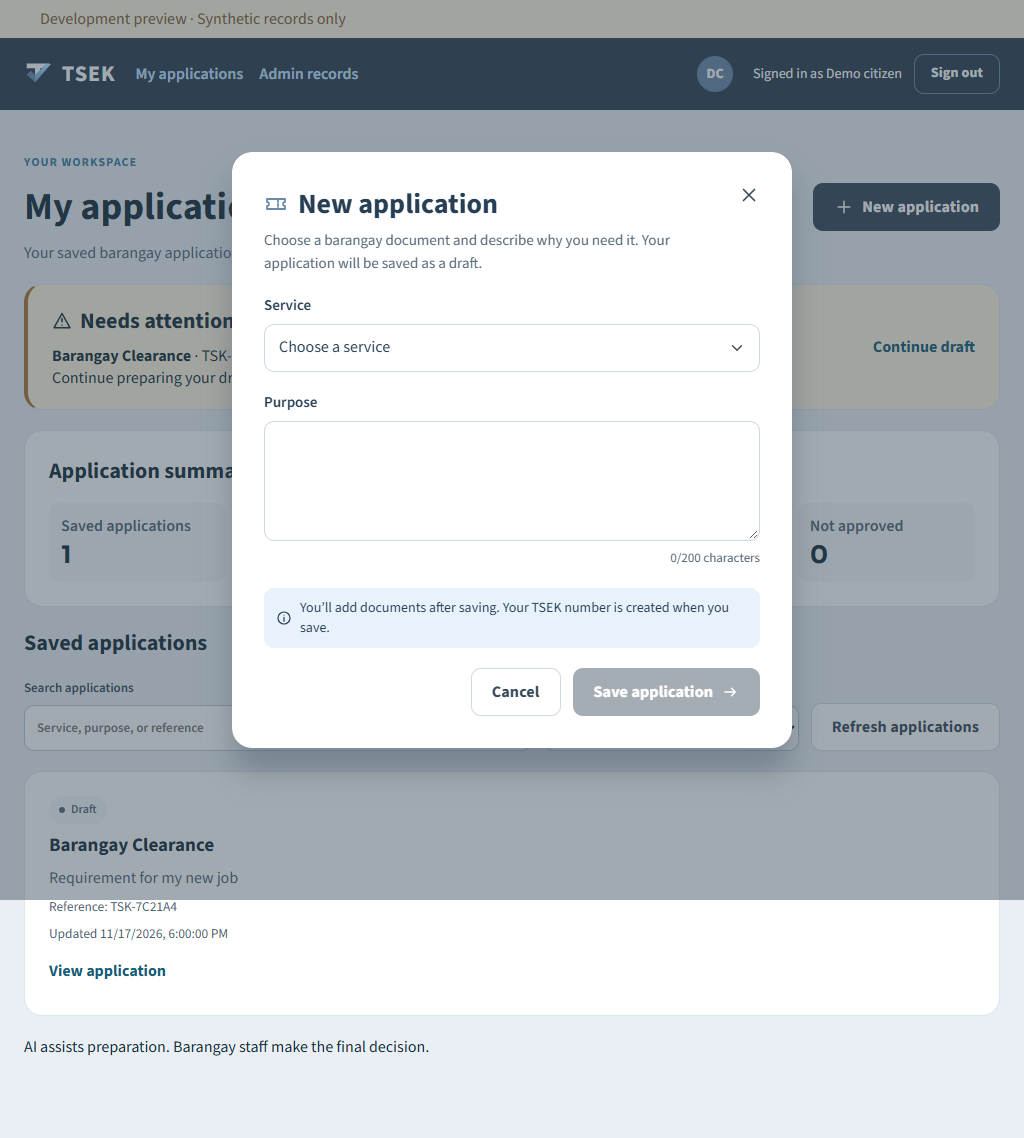 Development preview · Synthetic records only
TSEK
My applications
Admin records
DC
Signed in as Demo citizen
Sign out
YOUR WORKSPACE
My applicatio
New application
Your saved barangay applicatio
Needs attention
Barangay Clearance · TSK-
Continue preparing your dr
Continue draft
Application summa
Saved applications
1
Not approved
0
Saved applications
Search applications
Service, purpose, or reference
Refresh applications
New application
Choose a barangay document and describe why you need it. Your
application will be saved as a draft.
Service
Choose a service
Purpose
0/200 characters
You’ll add documents after saving. Your TSEK number is created when you
save.
Cancel
Save application
Draft
Barangay Clearance
Requirement for my new job
Reference: TSK-7C21A4
Updated 11/17/2026, 6:00:00 PM
View application
AI assists preparation. Barangay staff make the final decision.